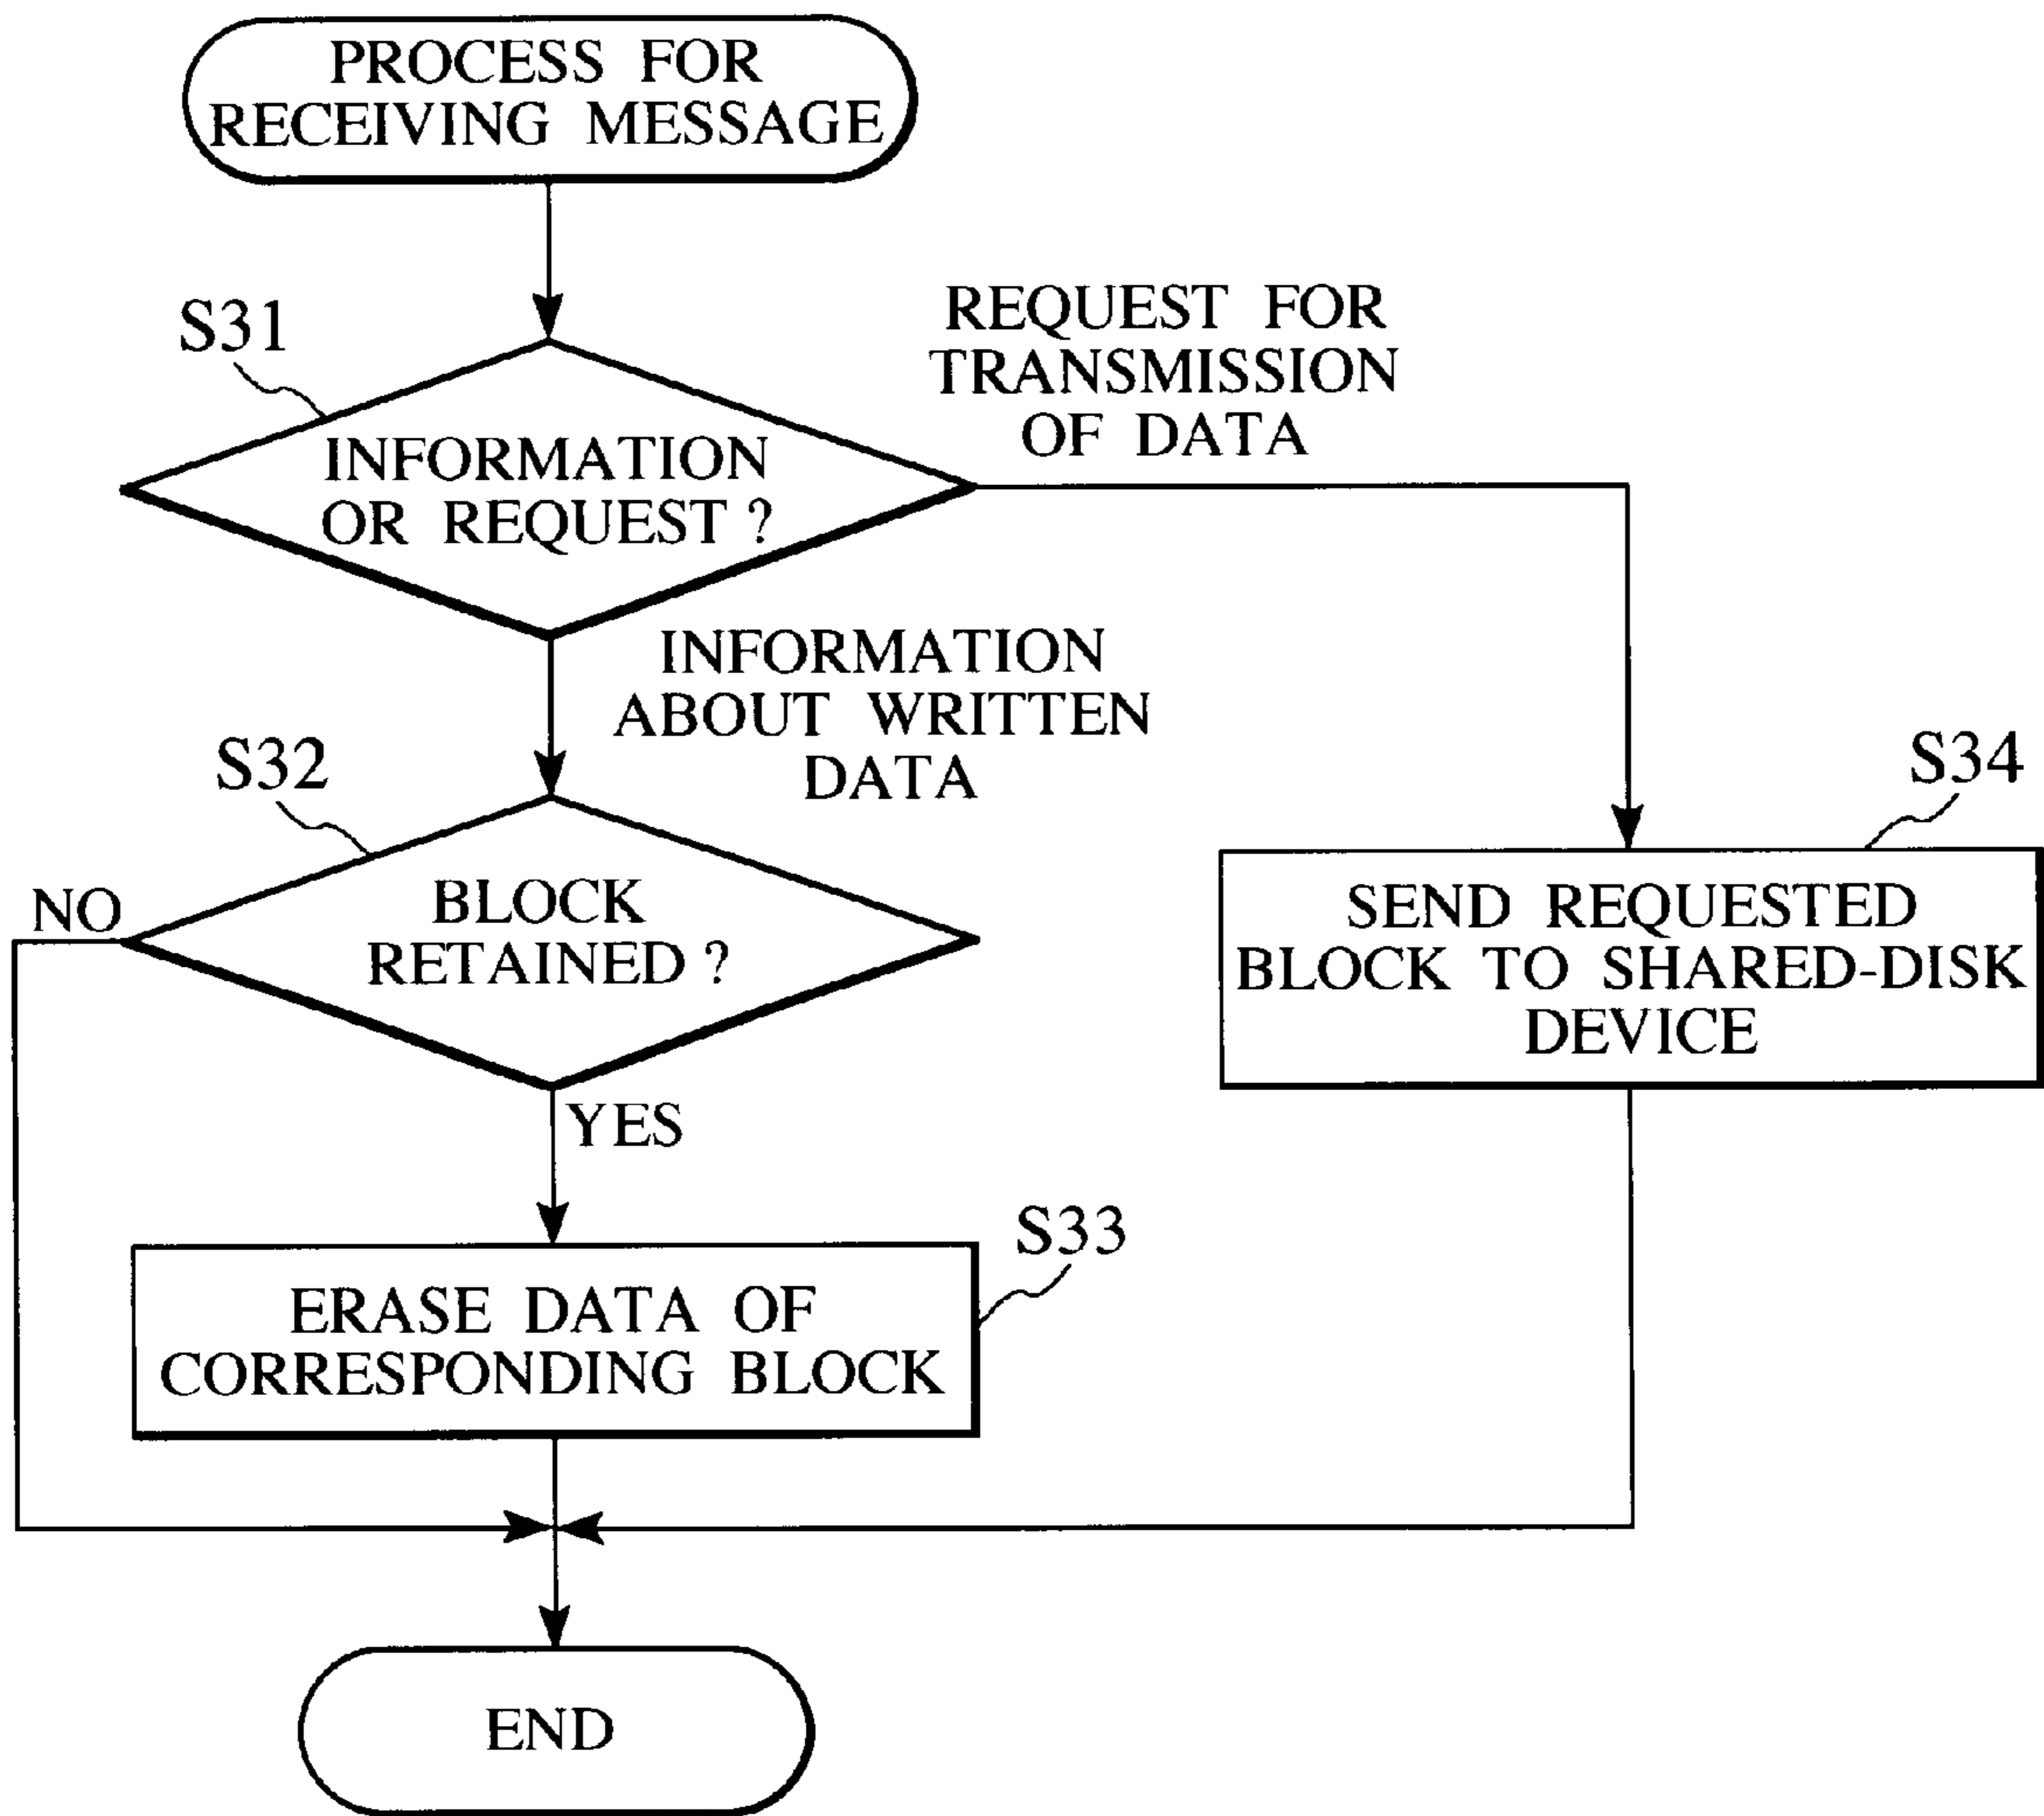 PROCESS FOR
RECEIVING MESSAGE
S31
INFORMATION
OR REQUEST ?
REQUEST FOR
TRANSMISSION
OF DATA
INFORMATION
ABOUT WRITTEN
DATA
S32
BLOCK
RETAINED ?
NO
YES
S34
SEND REQUESTED
BLOCK TO SHARED-DISK
DEVICE
S33
ERASE DATA OF
CORRESPONDING BLOCK
END